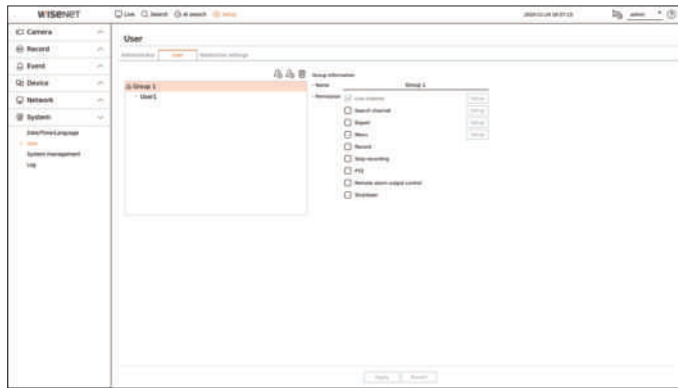 WISENET
Live Search AI search Setup
admin
Camera
Record
Event
Device
Network
System
Date/Time/Language
User
System management
Log
User
Administrator User Restriction settings
Group 1
User1
Group information
Name Group 1
Permission Live channel Setup
Search channel Setup
Export Setup
Menu Setup
Record
Stop recording
PTZ
Remote alarm output control
Shutdown
Apply Revert